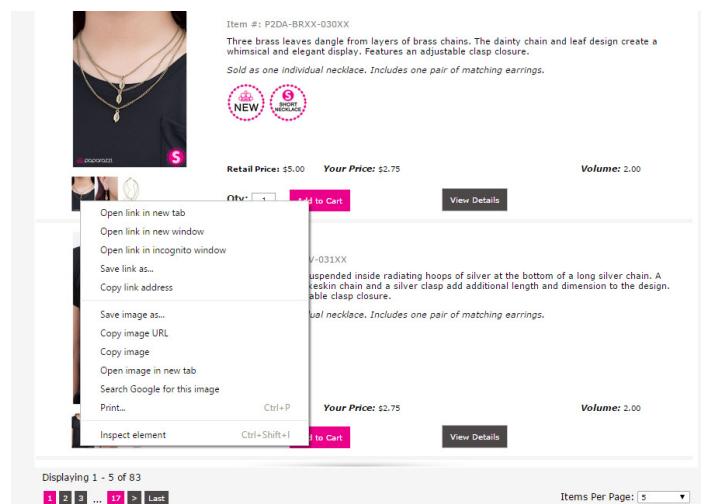 Item #: P2DA-BRXX-030XX
Three brass leaves dangle from layers of brass chains. The dainty chain and leaf design create a
whimsical and elegant display. Features an adjustable clasp closure.
Sold as one individual necklace. Includes one pair of matching earrings.
NEW
S
SHORT
NECKLACE
paparazzi
S
Retail Price: $5.00 Your Price: $2.75 Volume: 2.00
Qty: 1 Add to Cart View Details
Open link in new tab
Open link in new window
Open link in incognito window
Save link as...
Copy link address
Save image as...
Copy image URL
Copy image
Open image in new tab
Search Google for this image
Print... Ctrl+P
Inspect element Ctrl+Shift+I
V-031XX
uspended inside radiating hoops of silver at the bottom of a long silver chain. A
keskin chain and a silver clasp add additional length and dimension to the design.
able clasp closure.
ual necklace. Includes one pair of matching earrings.
Your Price: $2.75 Volume: 2.00
d to Cart View Details
Displaying 1 - 5 of 83
1 2 3 ... 17 > Last
Items Per Page: 5